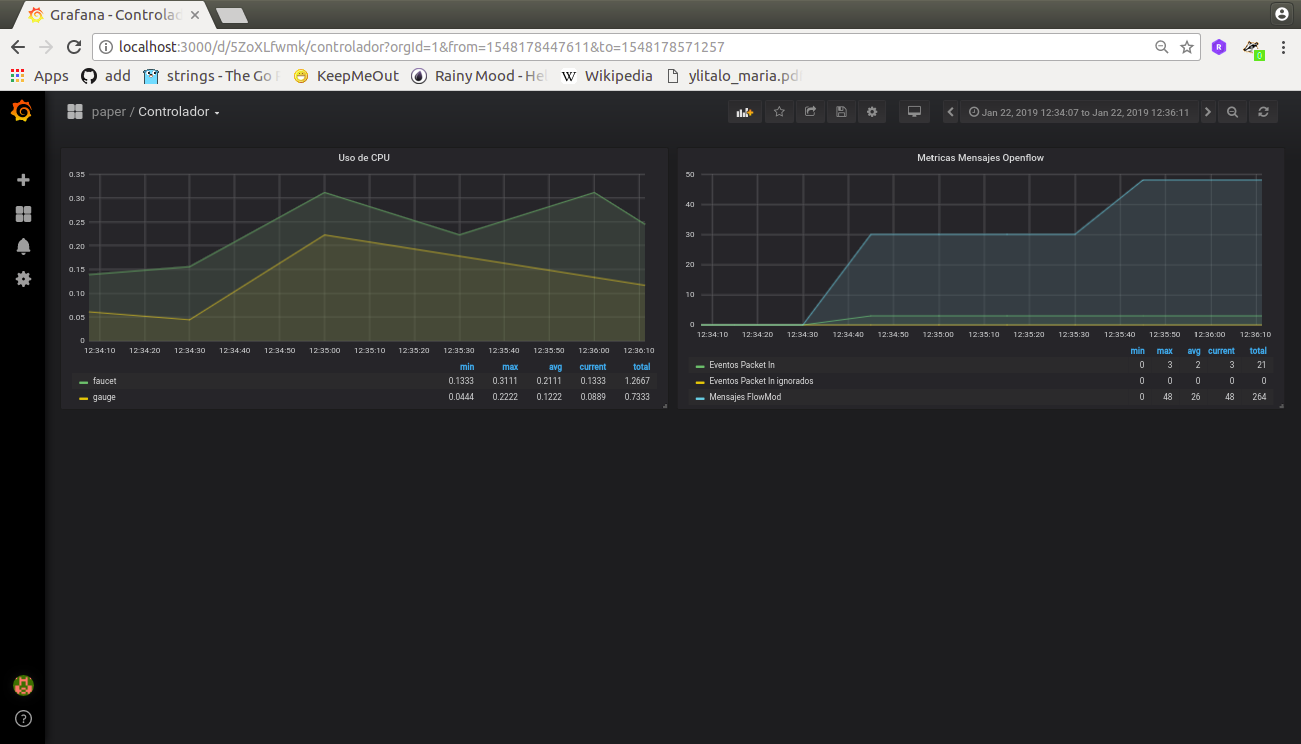 Grafana - Controlad
localhost:3000/d/5ZoXLfwmk/controlador?orgId=1&from=1548178447611&to=1548178571257
Apps add strings - The Go KeepMeOut Rainy Mood - Hel Wikipedia ylitalo_maria.pd
paper / Controlador
Jan 22, 2019 12:34:07 to Jan 22, 2019 12:36:11
Uso de CPU
0.35
0.30
0.25
0.20
0.15
0.10
0.05
0
12:34:10 12:34:20 12:34:30 12:34:40 12:34:50 12:35:00 12:35:10 12:35:20 12:35:30 12:35:40 12:35:50 12:36:00 12:36:10
min max avg current total
faucet 0.1333 0.3111 0.2111 0.1333 1.2667
gauge 0.0444 0.2222 0.1222 0.0889 0.7333
Metricas Mensajes Openflow
50
40
30
20
10
0
12:34:10 12:34:20 12:34:30 12:34:40 12:34:50 12:35:00 12:35:10 12:35:20 12:35:30 12:35:40 12:35:50 12:36:00 12:36:10
min max avg current total
Eventos Packet In 0 3 2 3 21
Eventos Packet In ignorados 0 0 0 0 0
Mensajes FlowMod 0 48 26 48 264